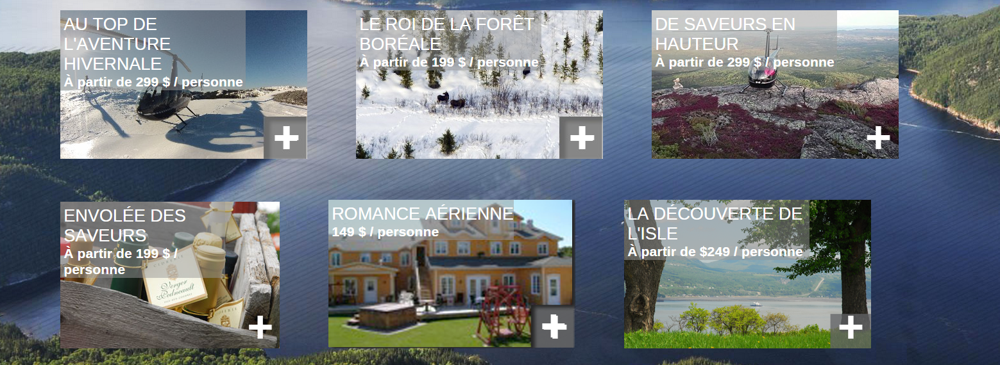 AU TOP DE
L'AVENTURE
HIVERNALE
À partir de 299 $ / personne
LE ROI DE LA FORÊT
BORÉALE
À partir de 199 $ / personne
DE SAVEURS EN
HAUTEUR
À partir de 299 $ / personne
ENVOLÉE DES
SAVEURS
À partir de 199 $ /
personne
CIDRERIE
Verger
Pedneault
ROMANCE AÉRIENNE
149 $ / personne
LA DÉCOUVERTE DE
L'ISLE
À partir de $249 / personne